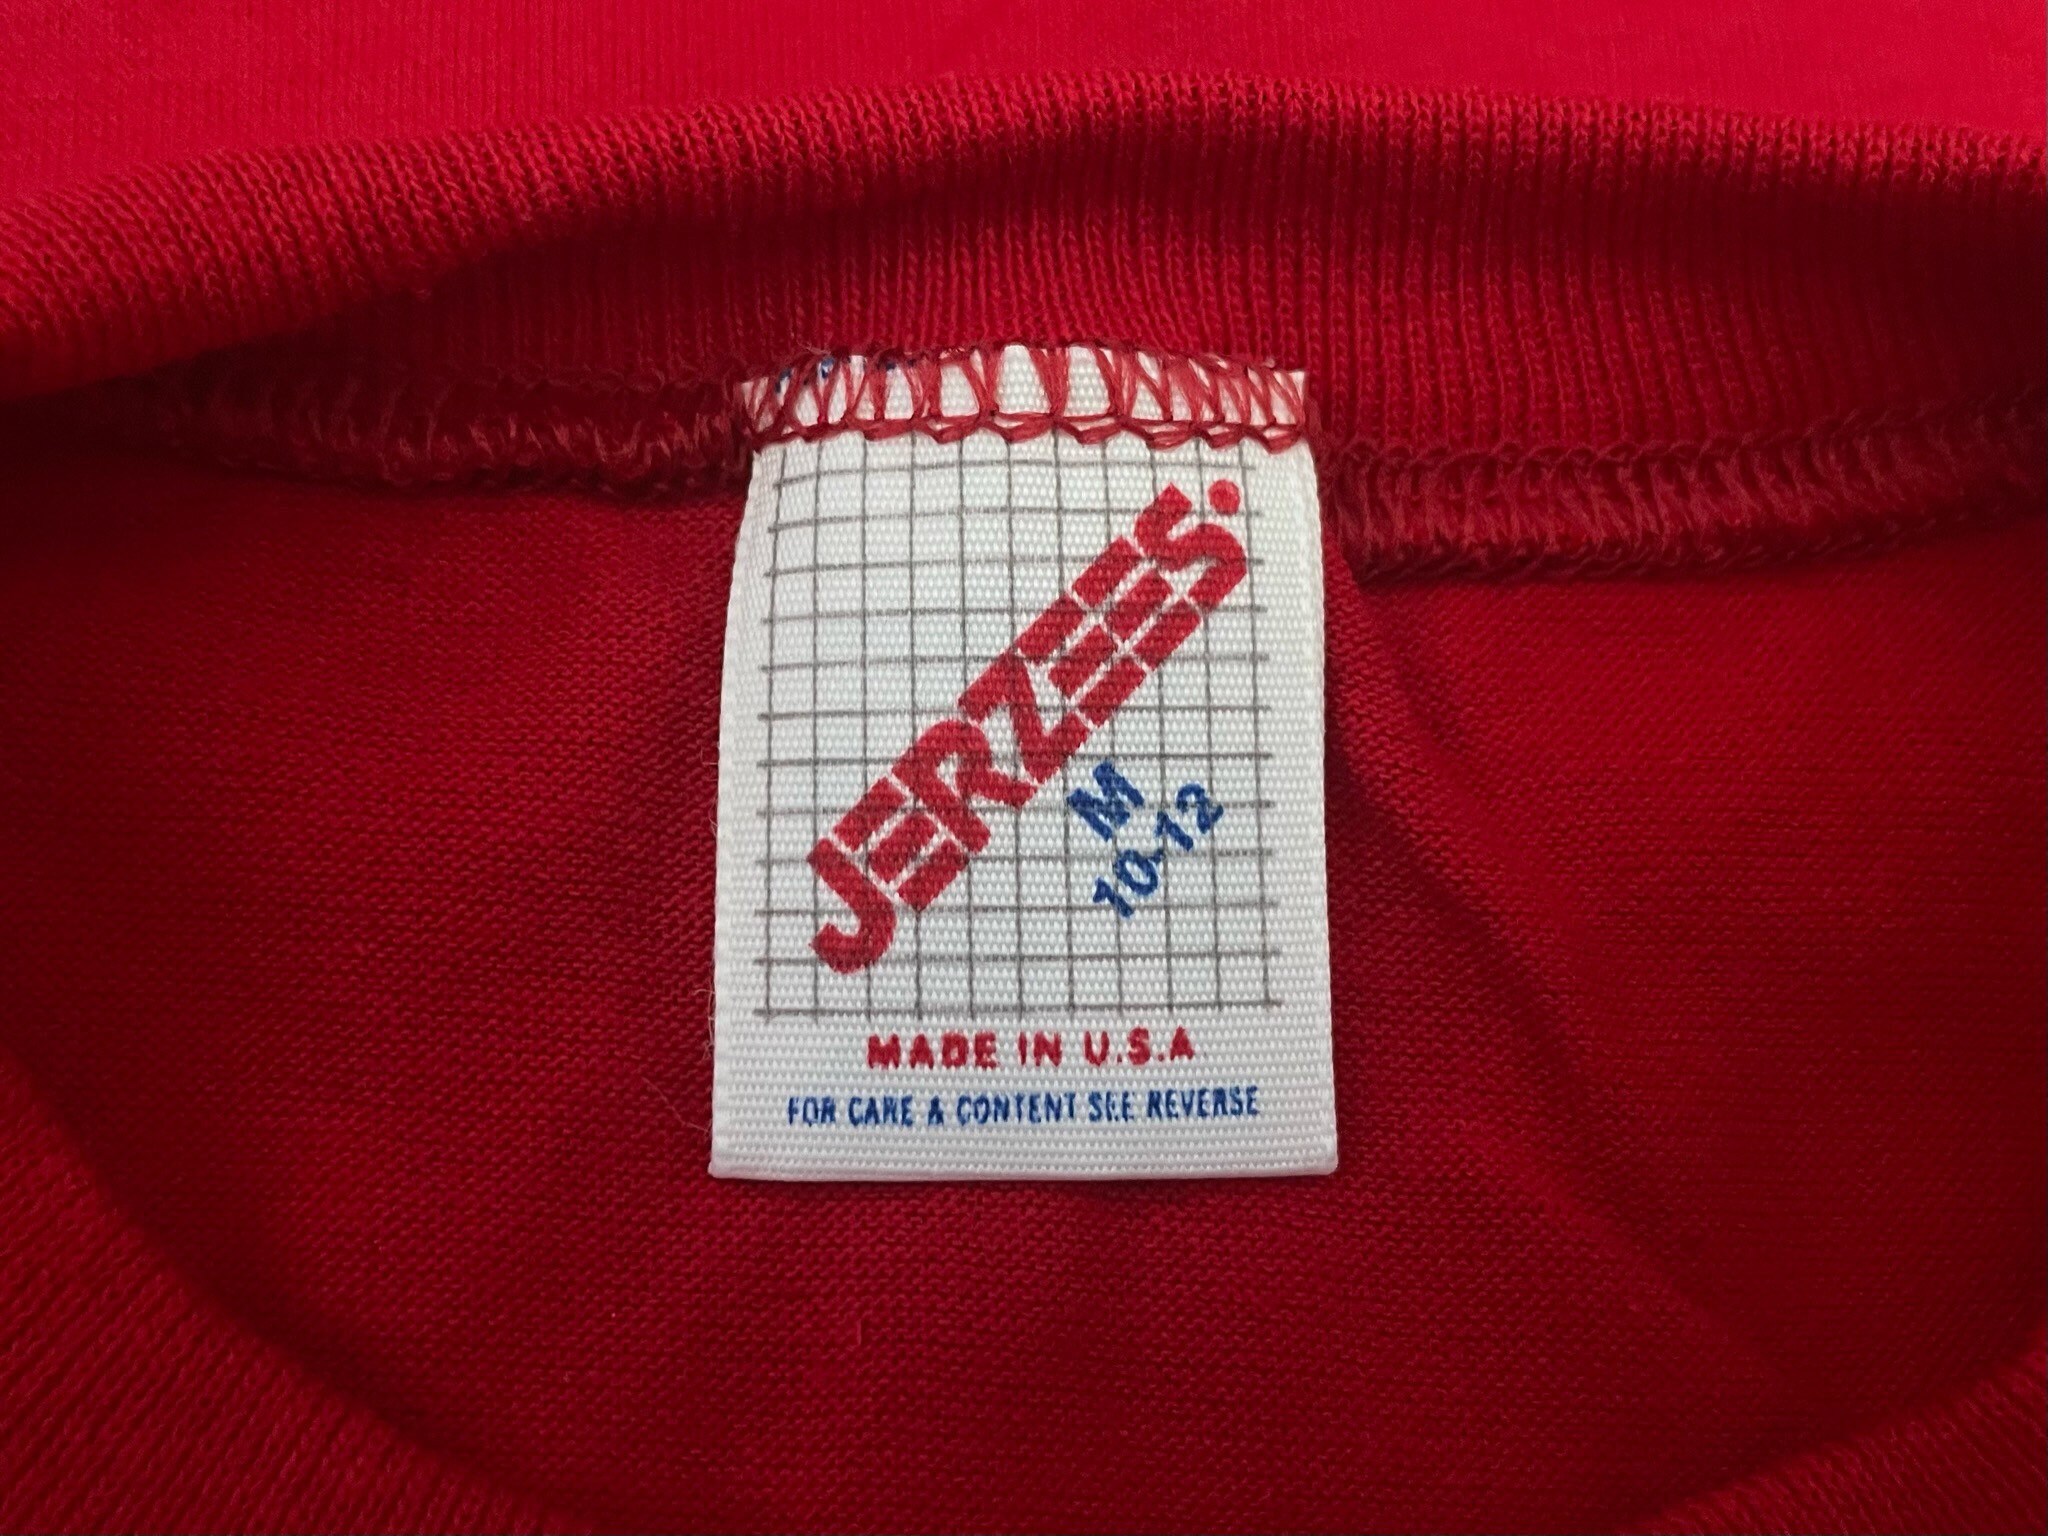 JERZEES.
M
10-12
MADE IN U.S.A
FOR CARE & CONTENT SEE REVERSE